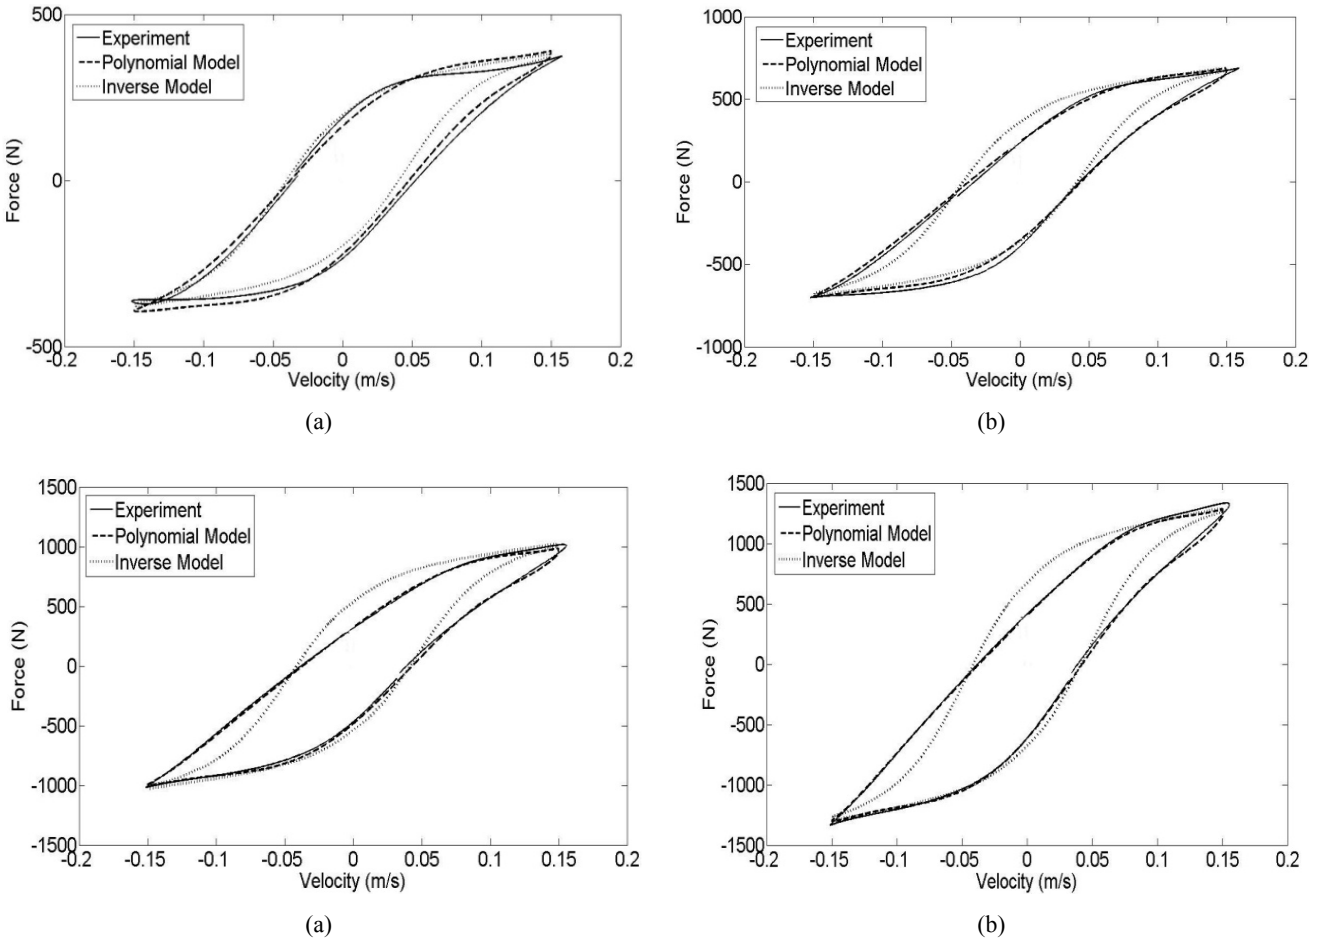 500
Experiment
Polynomial Model
Inverse Model
Force (N)
0
-500
-0.2 -0.15 -0.1 -0.05 0 0.05 0.1 0.15 0.2
Velocity (m/s)
(a)
1000
Experiment
Polynomial Model
Inverse Model
500
Force (N)
0
-500
-1000
-0.2 -0.15 -0.1 -0.05 0 0.05 0.1 0.15 0.2
Velocity (m/s)
(b)
1500
Experiment
Polynomial Model
Inverse Model
1000
500
Force (N)
0
-500
-1000
-1500
-0.2 -0.15 -0.1 -0.05 0 0.05 0.1 0.15 0.2
Velocity (m/s)
(a)
1500
Experiment
Polynomial Model
Inverse Model
1000
500
Force (N)
0
-500
-1000
-1500
-0.2 -0.15 -0.1 -0.05 0 0.05 0.1 0.15 0.2
Velocity (m/s)
(b)